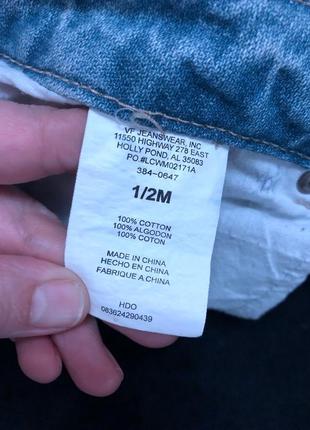 VF JEANSWEAR, INC
11550 HIGHWAY 278 EAST
HOLLY POND, AL 35083
PO.#LCWM02171A
384-0647
1/2M
100% COTTON
100% ALGODON
100% COTON
MADE IN CHINA
HECHO EN CHINA
FABRIQUE A CHINA
HDO
083624290439